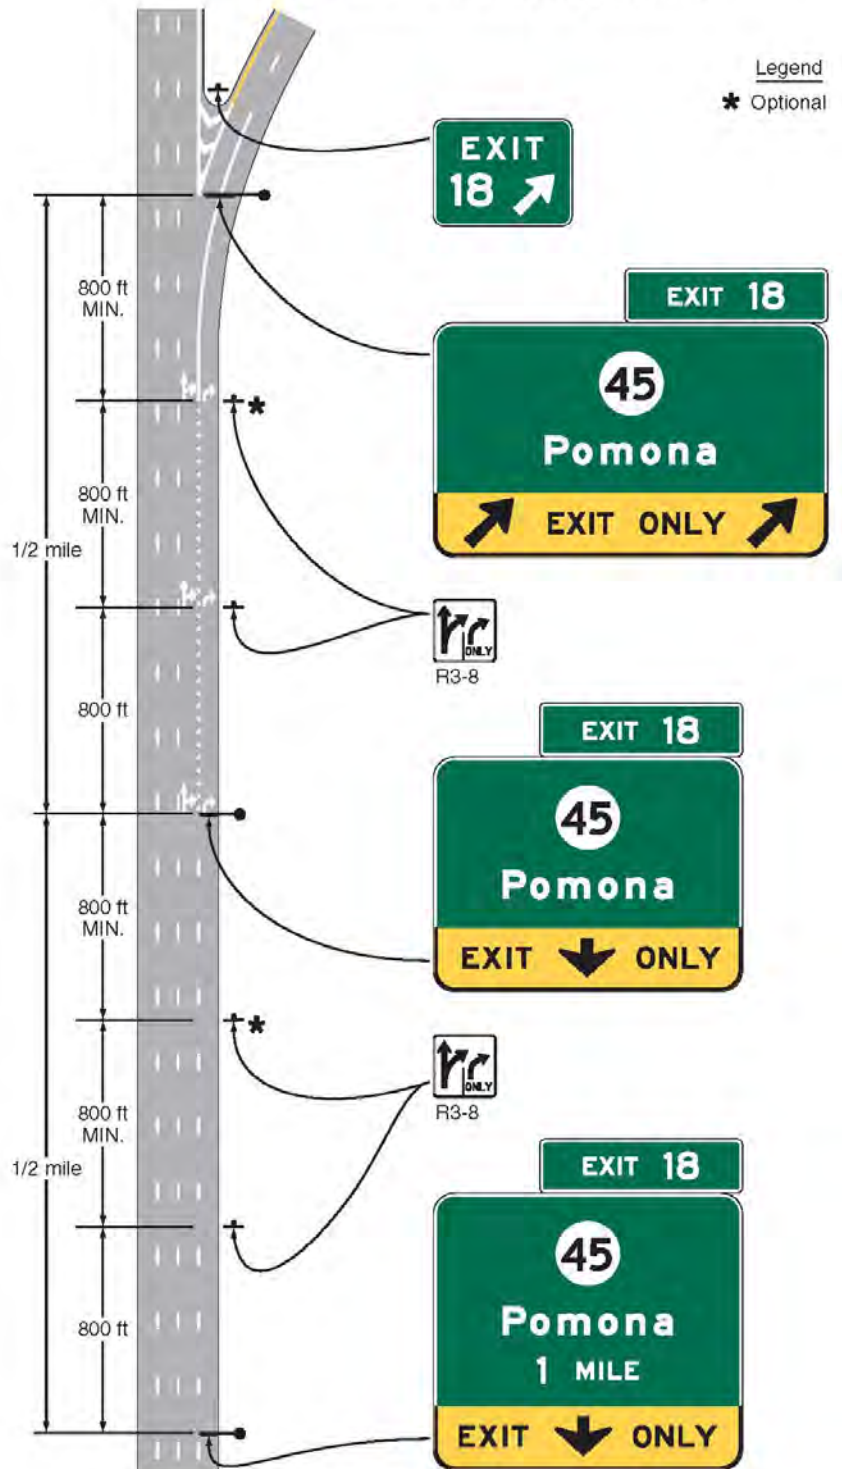 Legend
* Optional
EXIT
18
800 ft
MIN.
EXIT 18
45
Pomona
EXIT ONLY
*
800 ft
MIN.
1/2 mile
ONLY
R3-8
800 ft
EXIT 18
45
Pomona
EXIT ONLY
800 ft
MIN.
*
ONLY
R3-8
800 ft
MIN.
1/2 mile
EXIT 18
45
Pomona
1 MILE
800 ft
EXIT ONLY